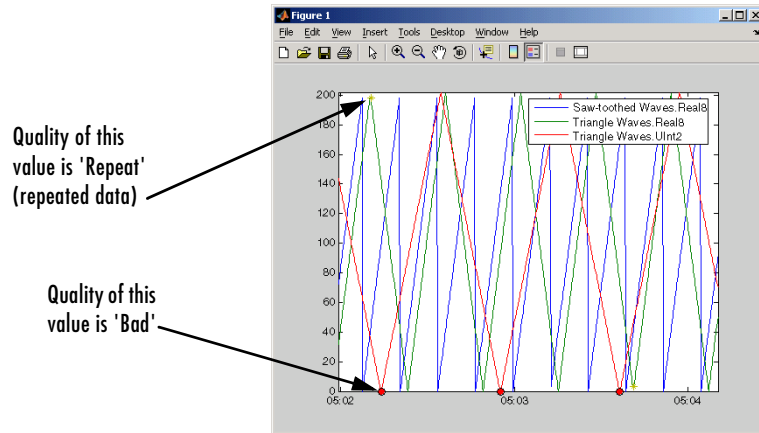 Figure 1
File Edit View Insert Tools Desktop Window Help
Quality of this
value is 'Repeat'
(repeated data)
Quality of this
value is 'Bad'
200
180
160
140
120
100
80
60
40
20
0
05:02
05:03
05:04
Saw-toothed Waves.Real8
Triangle Waves.Real8
Triangle Waves.UInt2